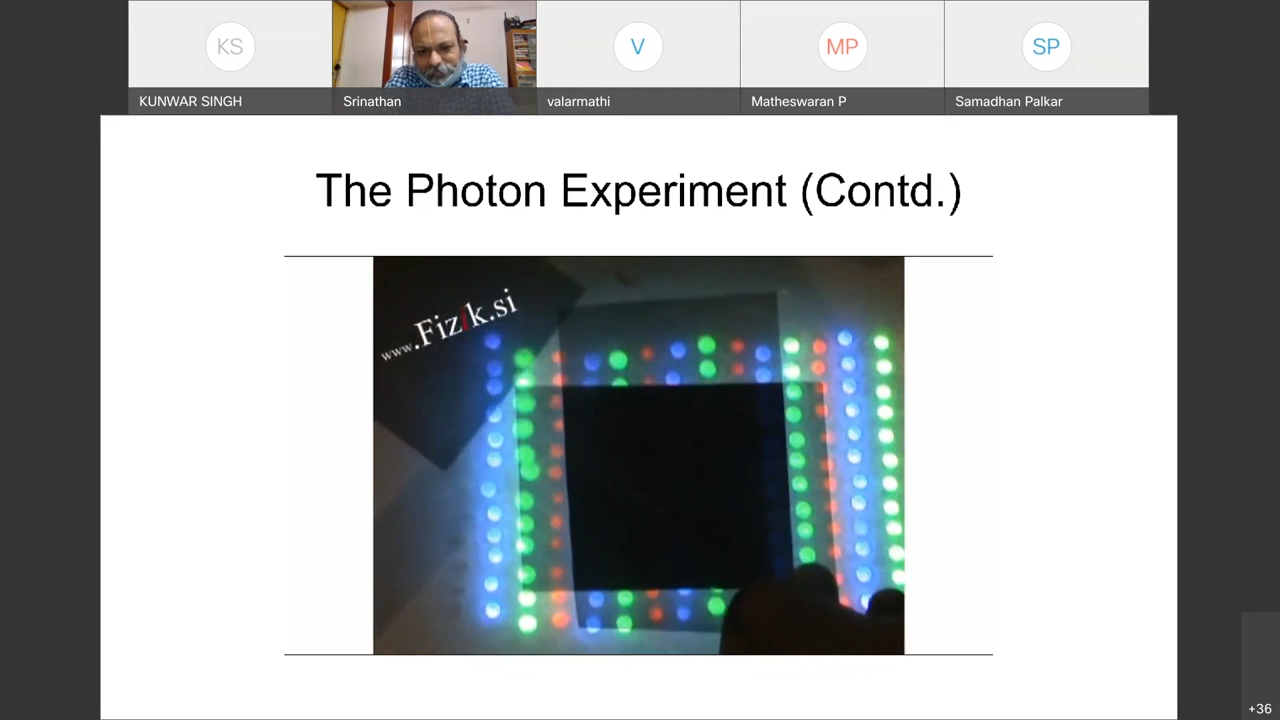 KS
V
MP
SP
KUNWAR SINGH
Srinathan
valarmathi
Matheswaran P
Samadhan Palkar
The Photon Experiment (Contd.)
www.Fizik.si
+36